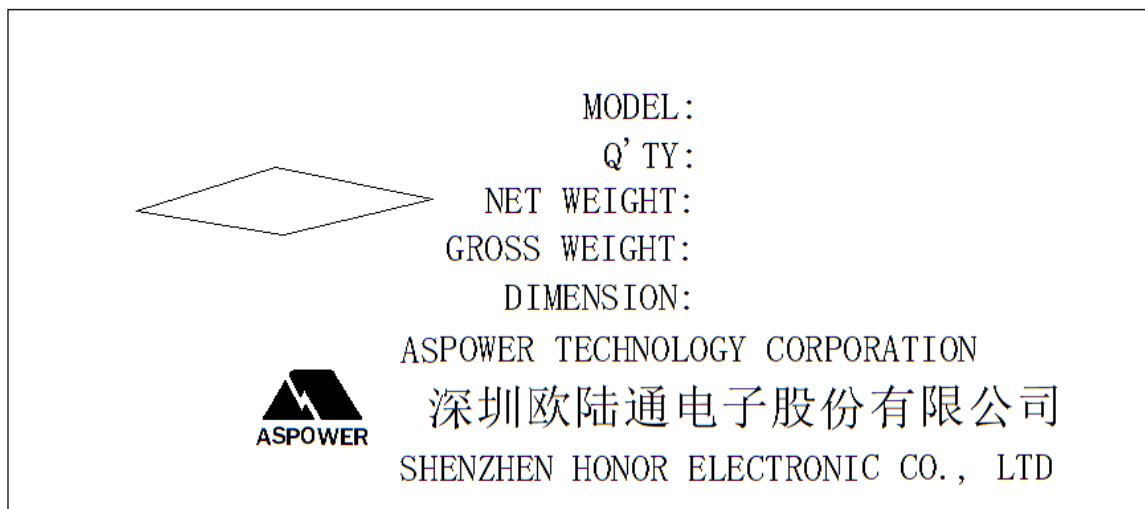 MODEL:
Q'TY:
NET WEIGHT:
GROSS WEIGHT:
DIMENSION:
ASPOWER TECHNOLOGY CORPORATION
深圳欧陆通电子股份有限公司
ASPOWER
SHENZHEN HONOR ELECTRONIC CO., LTD